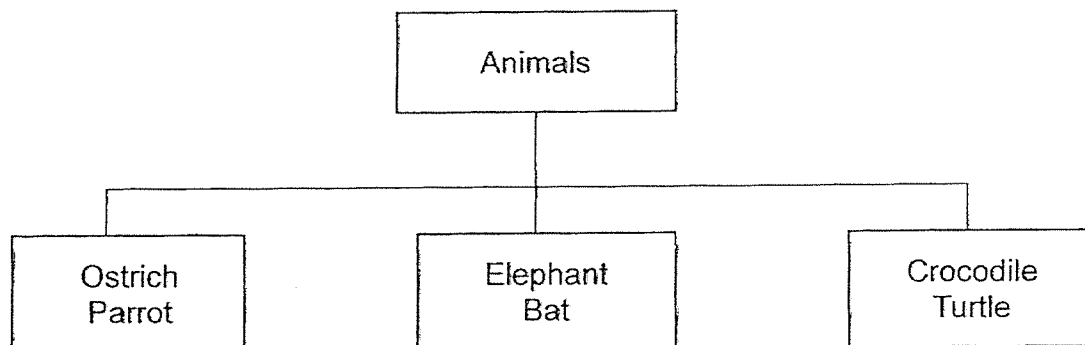 Animals
Ostrich
Parrot
Elephant
Bat
Crocodile
Turtle